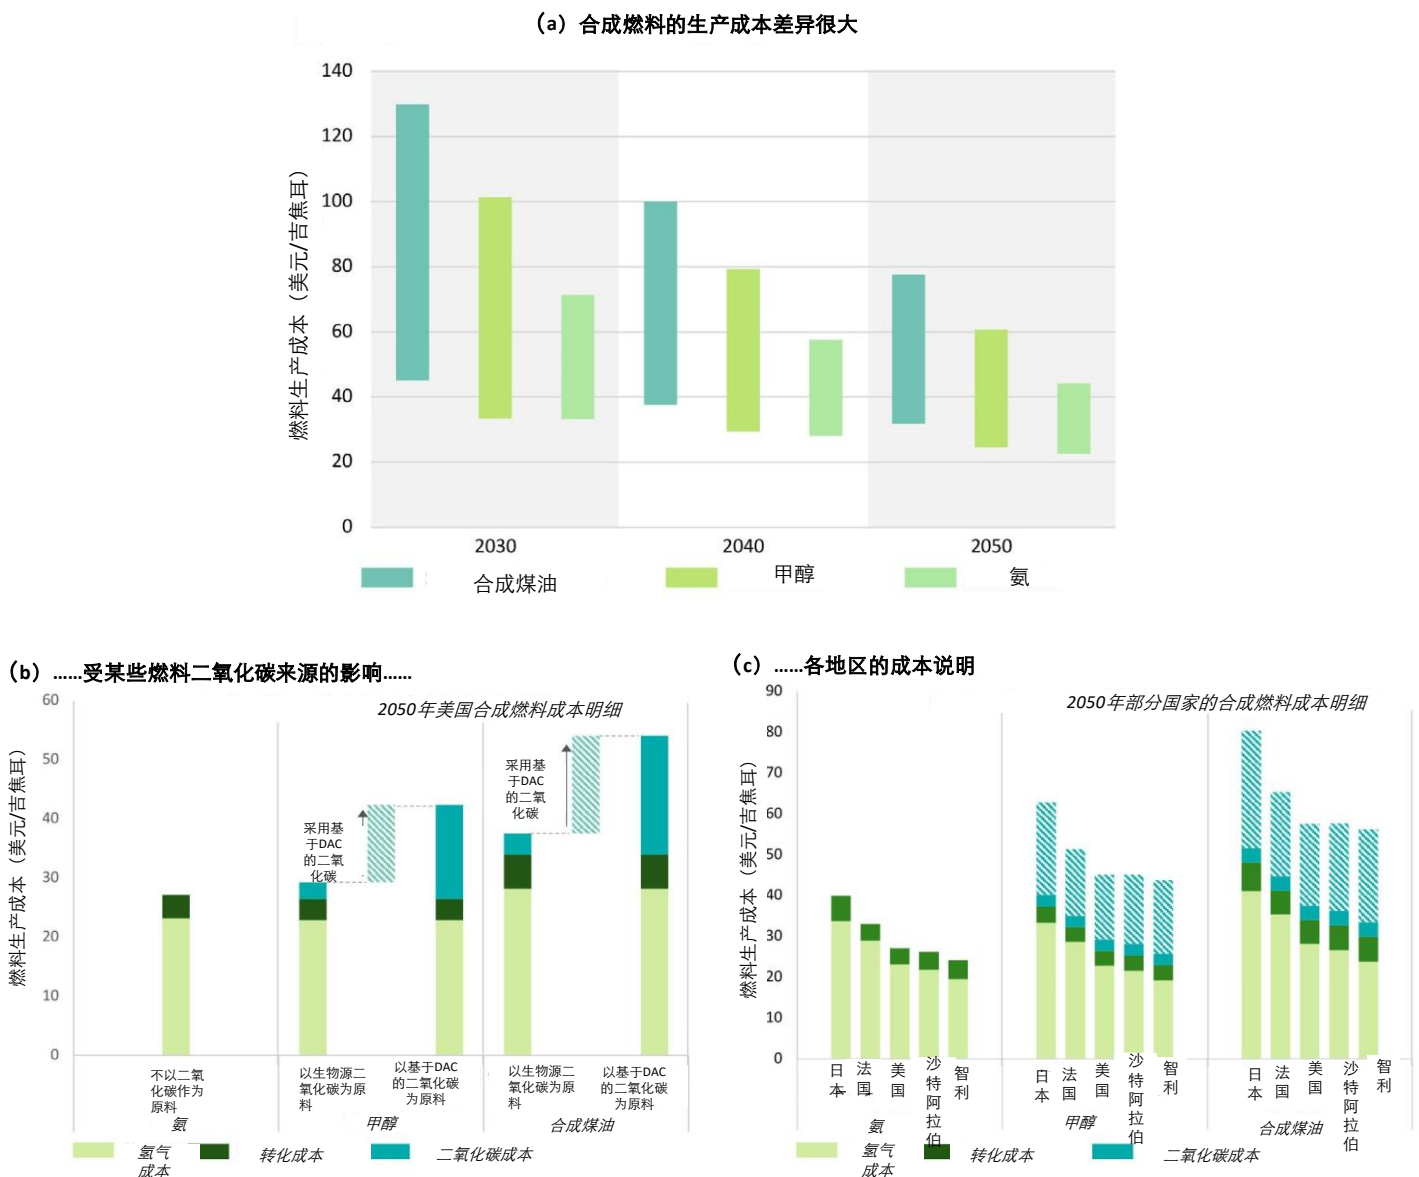 （a）合成燃料的生产成本差异很大
燃料生产成本（美元/吉焦耳）
140
120
100
80
60
40
20
0
2030
2040
2050
合成煤油
甲醇
氨
（b）……受某些燃料二氧化碳来源的影响……
2050年美国合成燃料成本明细
燃料生产成本（美元/吉焦耳）
60
50
40
30
20
10
0
采用基
于DAC
的二氧
化碳
采用基
于DAC
的二氧
化碳
不以二氧
化碳作为
原料
以生物源二
氧化碳为原
料
以基于DAC
的二氧化碳
为原料
以生物源二
氧化碳为原
料
以基于DAC
的二氧化碳
为原料
氨
甲醇
合成煤油
氢气
成本
转化成本
二氧化碳成本
（c）……各地区的成本说明
2050年部分国家的合成燃料成本明细
燃料生产成本（美元/吉焦耳）
90
80
70
60
50
40
30
20
10
0
日本
法国
美国
沙特阿拉伯
智利
日本
法国
美国
沙特阿拉伯
智利
日本
法国
美国
沙特阿拉伯
智利
氨
甲醇
合成煤油
氢气
成本
转化成本
二氧化碳成本